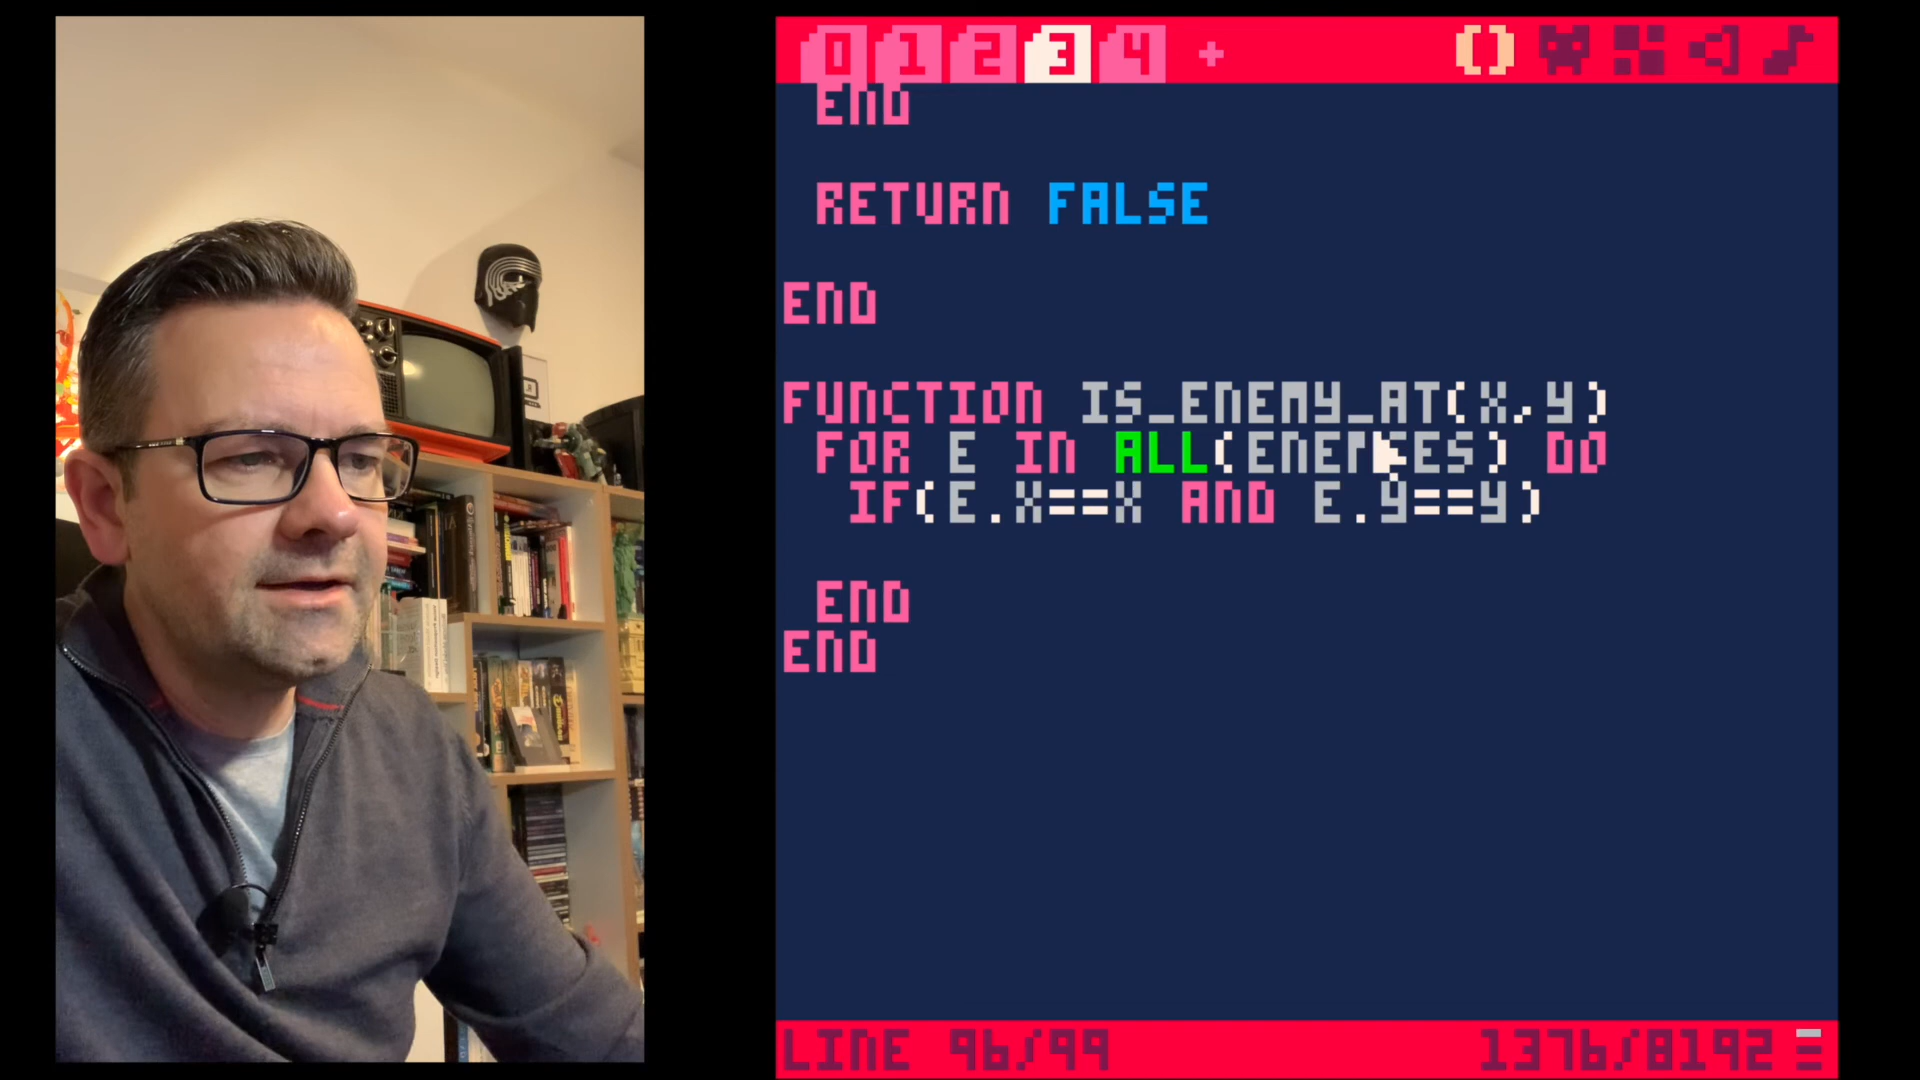 0 1 2 3 4 + ()
END
RETURN FALSE
END
FUNCTION IS_ENEMY_AT(X,Y)
FOR E IN ALL(ENEMIES) DO
IF(E.X==X AND E.Y==Y)
END
END
LINE 96/99 1376/8192